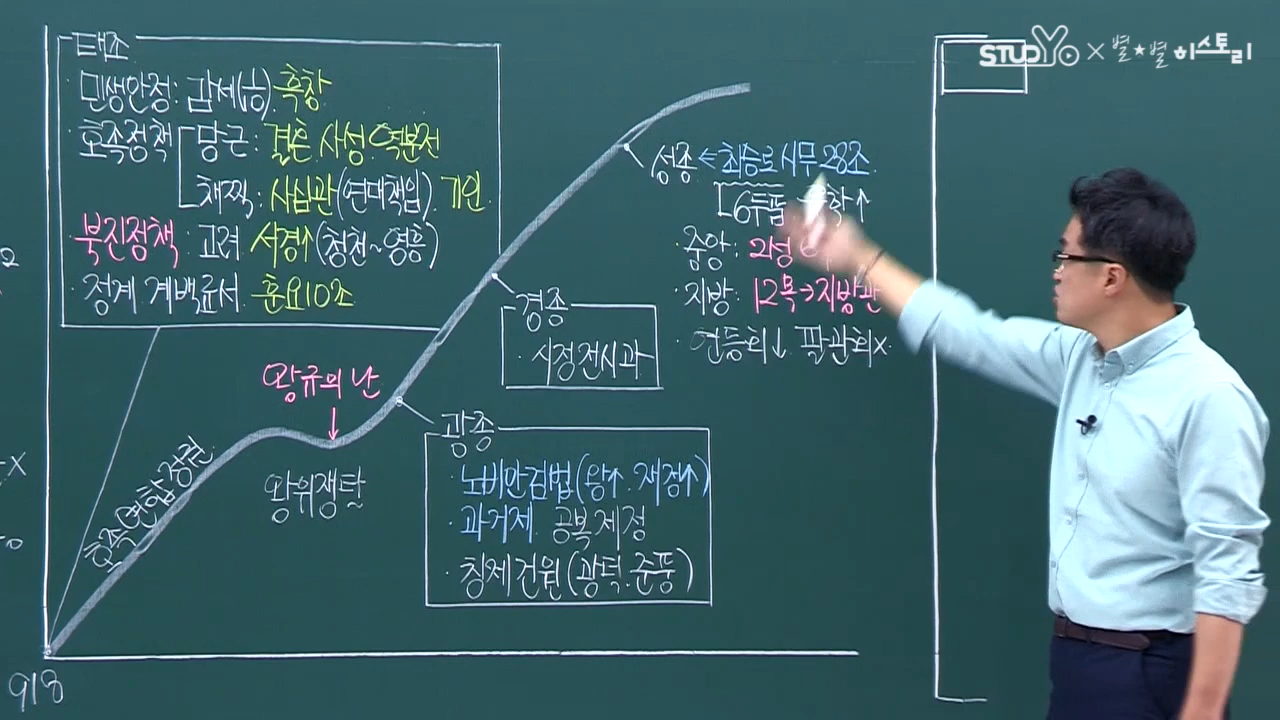 STUDYo × 별★별 히스토리
태조
· 민생안정: 감세(1/10) 흑창
· 호족정책 당근: 결혼 사성 역분전
채찍: 사심관(연대책임) 기인
· 북진정책: 고려 서경↑(청천~영흥)
· 정계 계백료서 훈요10조
성종 ← 최승로 시무28조
6두품 유학↑
· 중앙: 2성
· 지방: 12목→지방관
· 연등회↓ 팔관회x
경종
· 시정전시과
왕규의 난
↓
왕위쟁탈
호족연합정권
광종
· 노비안검법(왕↑. 재정↑)
· 과거제 공복제정
· 칭제건원(광덕.준풍)
918
2
X